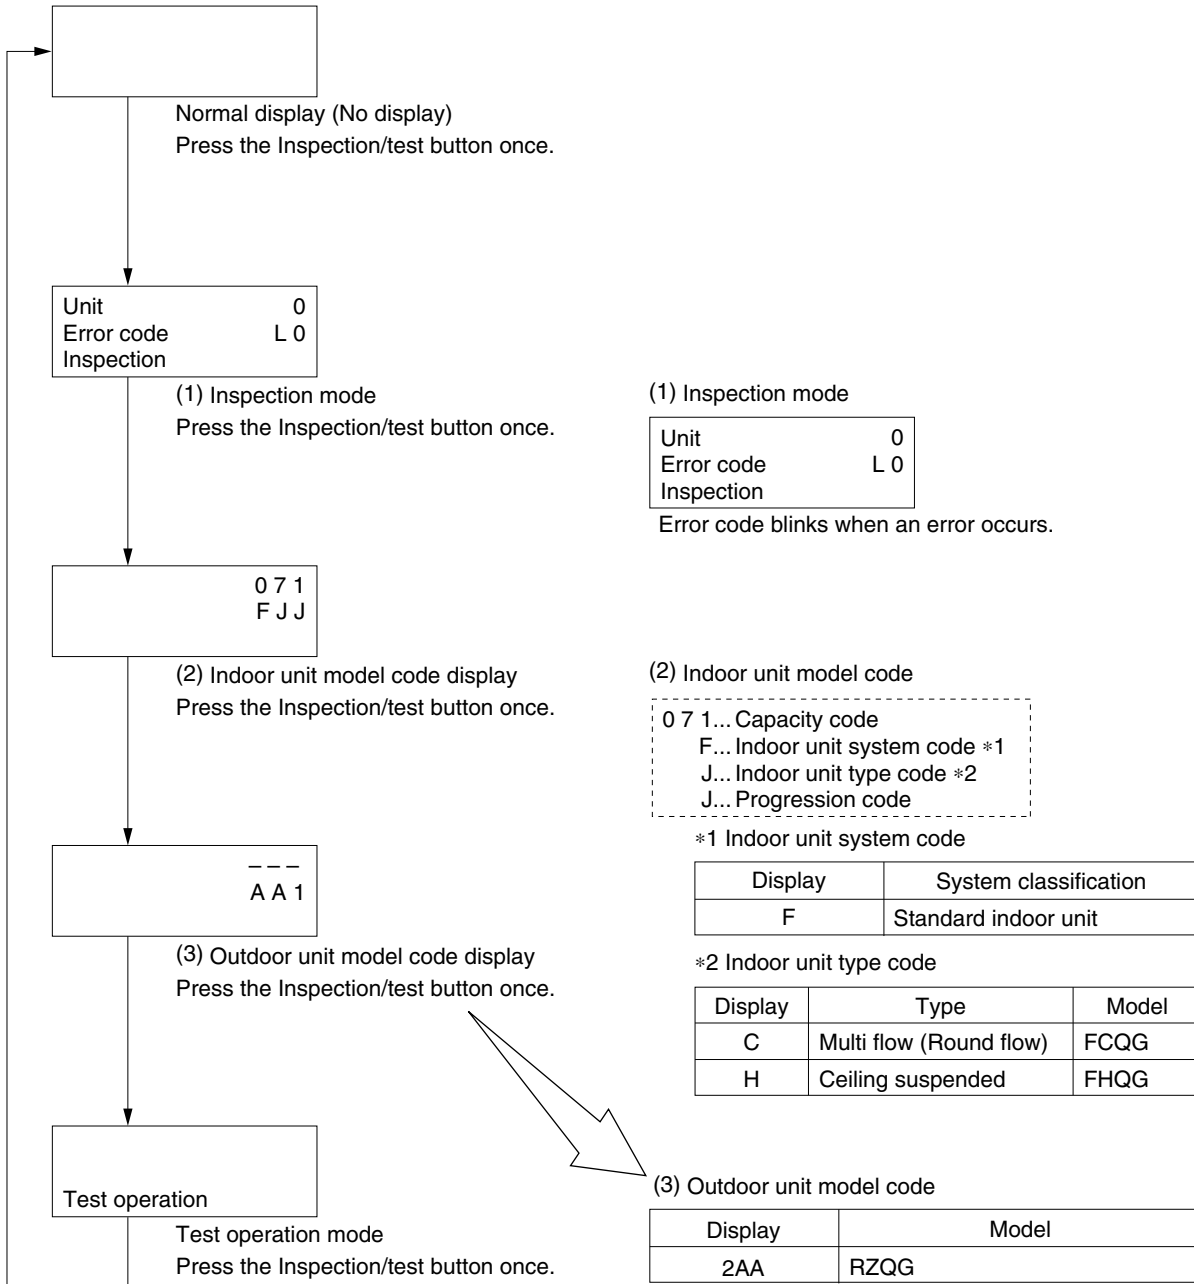 Normal display (No display)
Press the Inspection/test button once.
Unit 0
Error code L 0
Inspection
(1) Inspection mode
Press the Inspection/test button once.
(1) Inspection mode
Unit 0
Error code L 0
Inspection
Error code blinks when an error occurs.
0 7 1
F J J
(2) Indoor unit model code display
Press the Inspection/test button once.
(2) Indoor unit model code
0 7 1... Capacity code
F... Indoor unit system code *1
J... Indoor unit type code *2
J... Progression code
*1 Indoor unit system code
Display System classification
F Standard indoor unit
*2 Indoor unit type code
Display Type Model
C Multi flow (Round flow) FCQG
H Ceiling suspended FHQG
– – –
A A 1
(3) Outdoor unit model code display
Press the Inspection/test button once.
(3) Outdoor unit model code
Display Model
2AA RZQG
Test operation
Test operation mode
Press the Inspection/test button once.